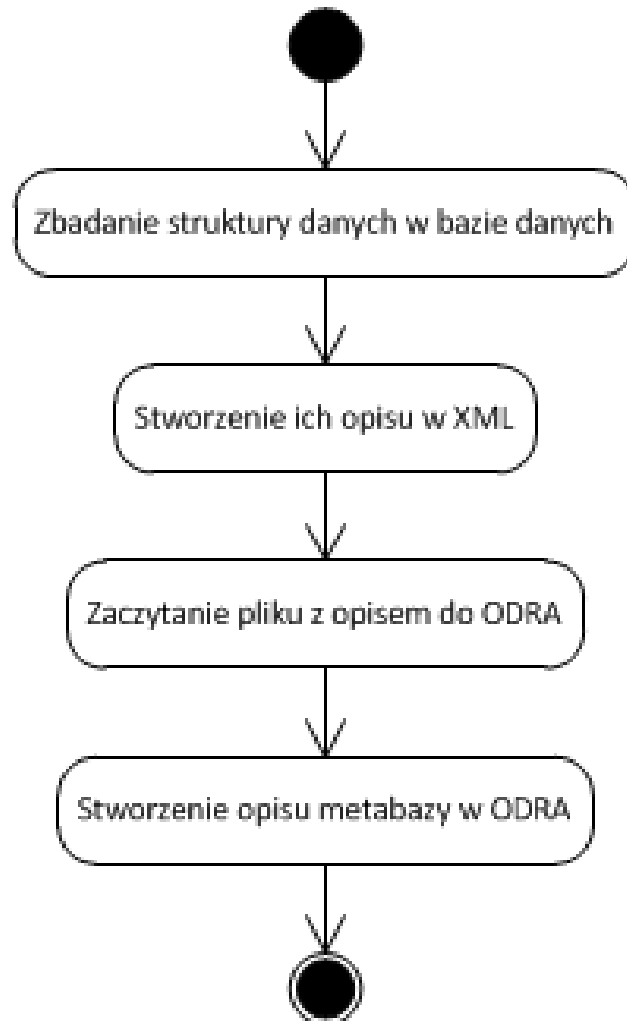 Zbadanie struktury danych w bazie danych
Stworzenie ich opisu w XML
Zaczytanie pliku z opisem do ODRA
Stworzenie opisu metabazy w ODRA